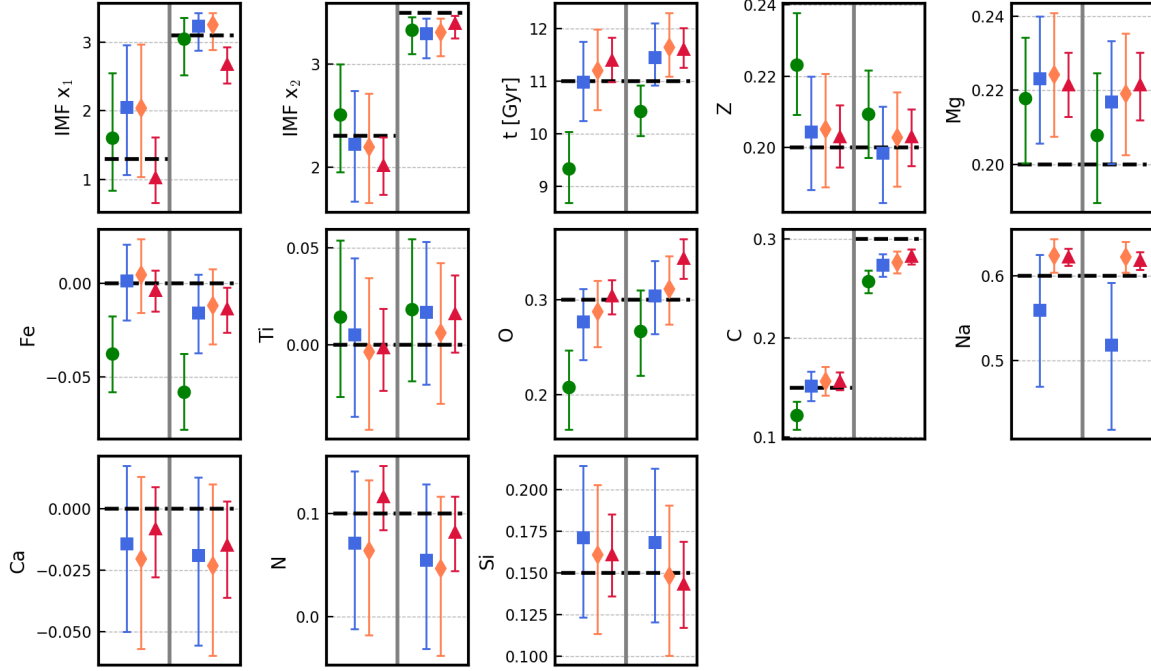 IMF x₁
3
2
1
IMF x₂
3
2
t [Gyr]
12
11
10
9
Z
0.24
0.22
0.20
Mg
0.24
0.22
0.20
Fe
0.00
−0.05
Ti
0.05
0.00
O
0.3
0.2
C
0.3
0.2
0.1
Na
0.6
0.5
Ca
0.000
−0.025
−0.050
N
0.1
0.0
Si
0.200
0.175
0.150
0.125
0.100